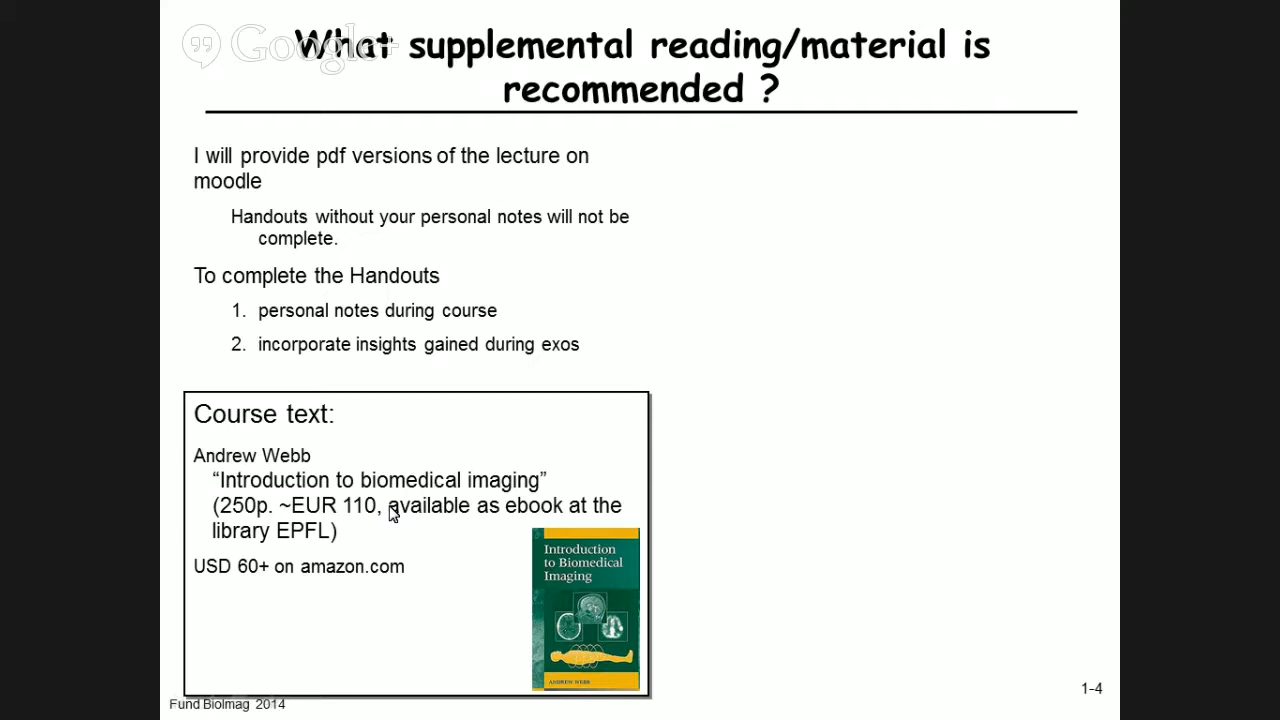 Google+
What supplemental reading/material is
recommended ?
I will provide pdf versions of the lecture on
moodle
Handouts without your personal notes will not be
complete.
To complete the Handouts
1. personal notes during course
2. incorporate insights gained during exos
Course text:
Andrew Webb
“Introduction to biomedical imaging”
(250p. ~EUR 110, available as ebook at the
library EPFL)
USD 60+ on amazon.com
Introduction
to Biomedical
Imaging
ANDREW WEBB
Fund BioImag 2014
1-4